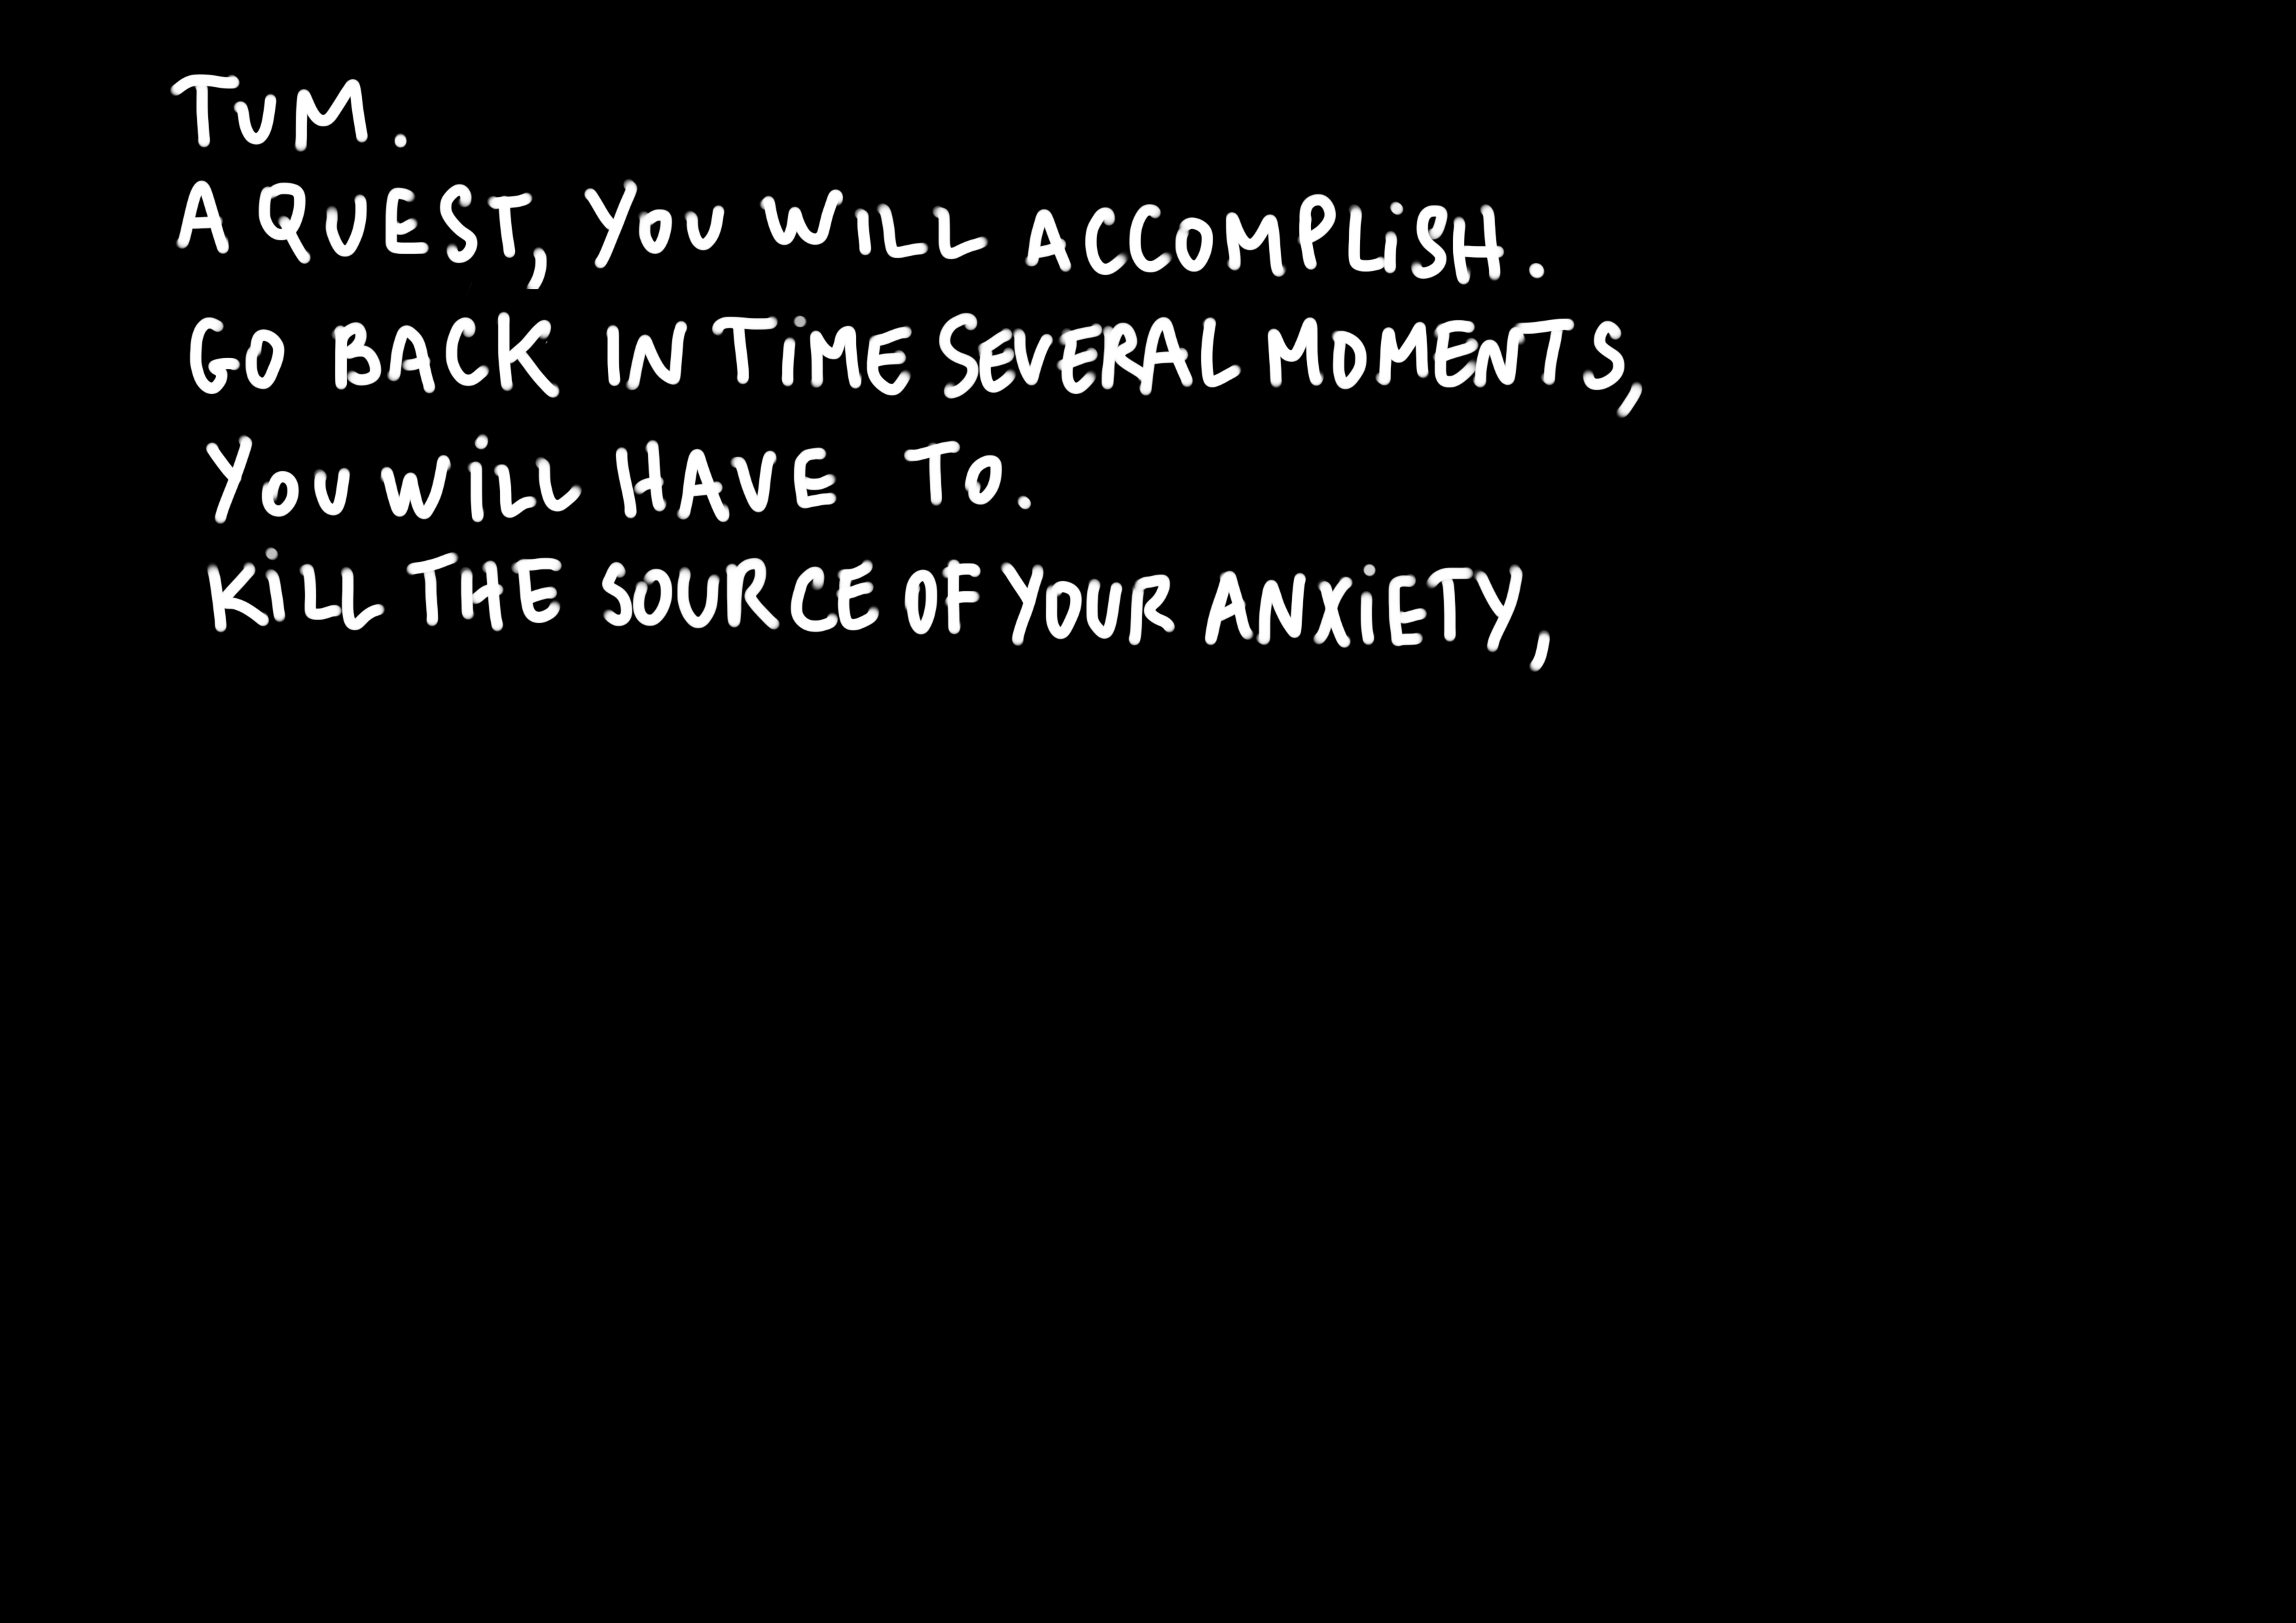 TUM.
A QUEST, YOU WILL ACCOMPLISH.
GO BACK IN TIME SEVERAL MOMENTS,
YOU WILL HAVE TO.
KILL THE SOURCE OF YOUR ANXIETY,